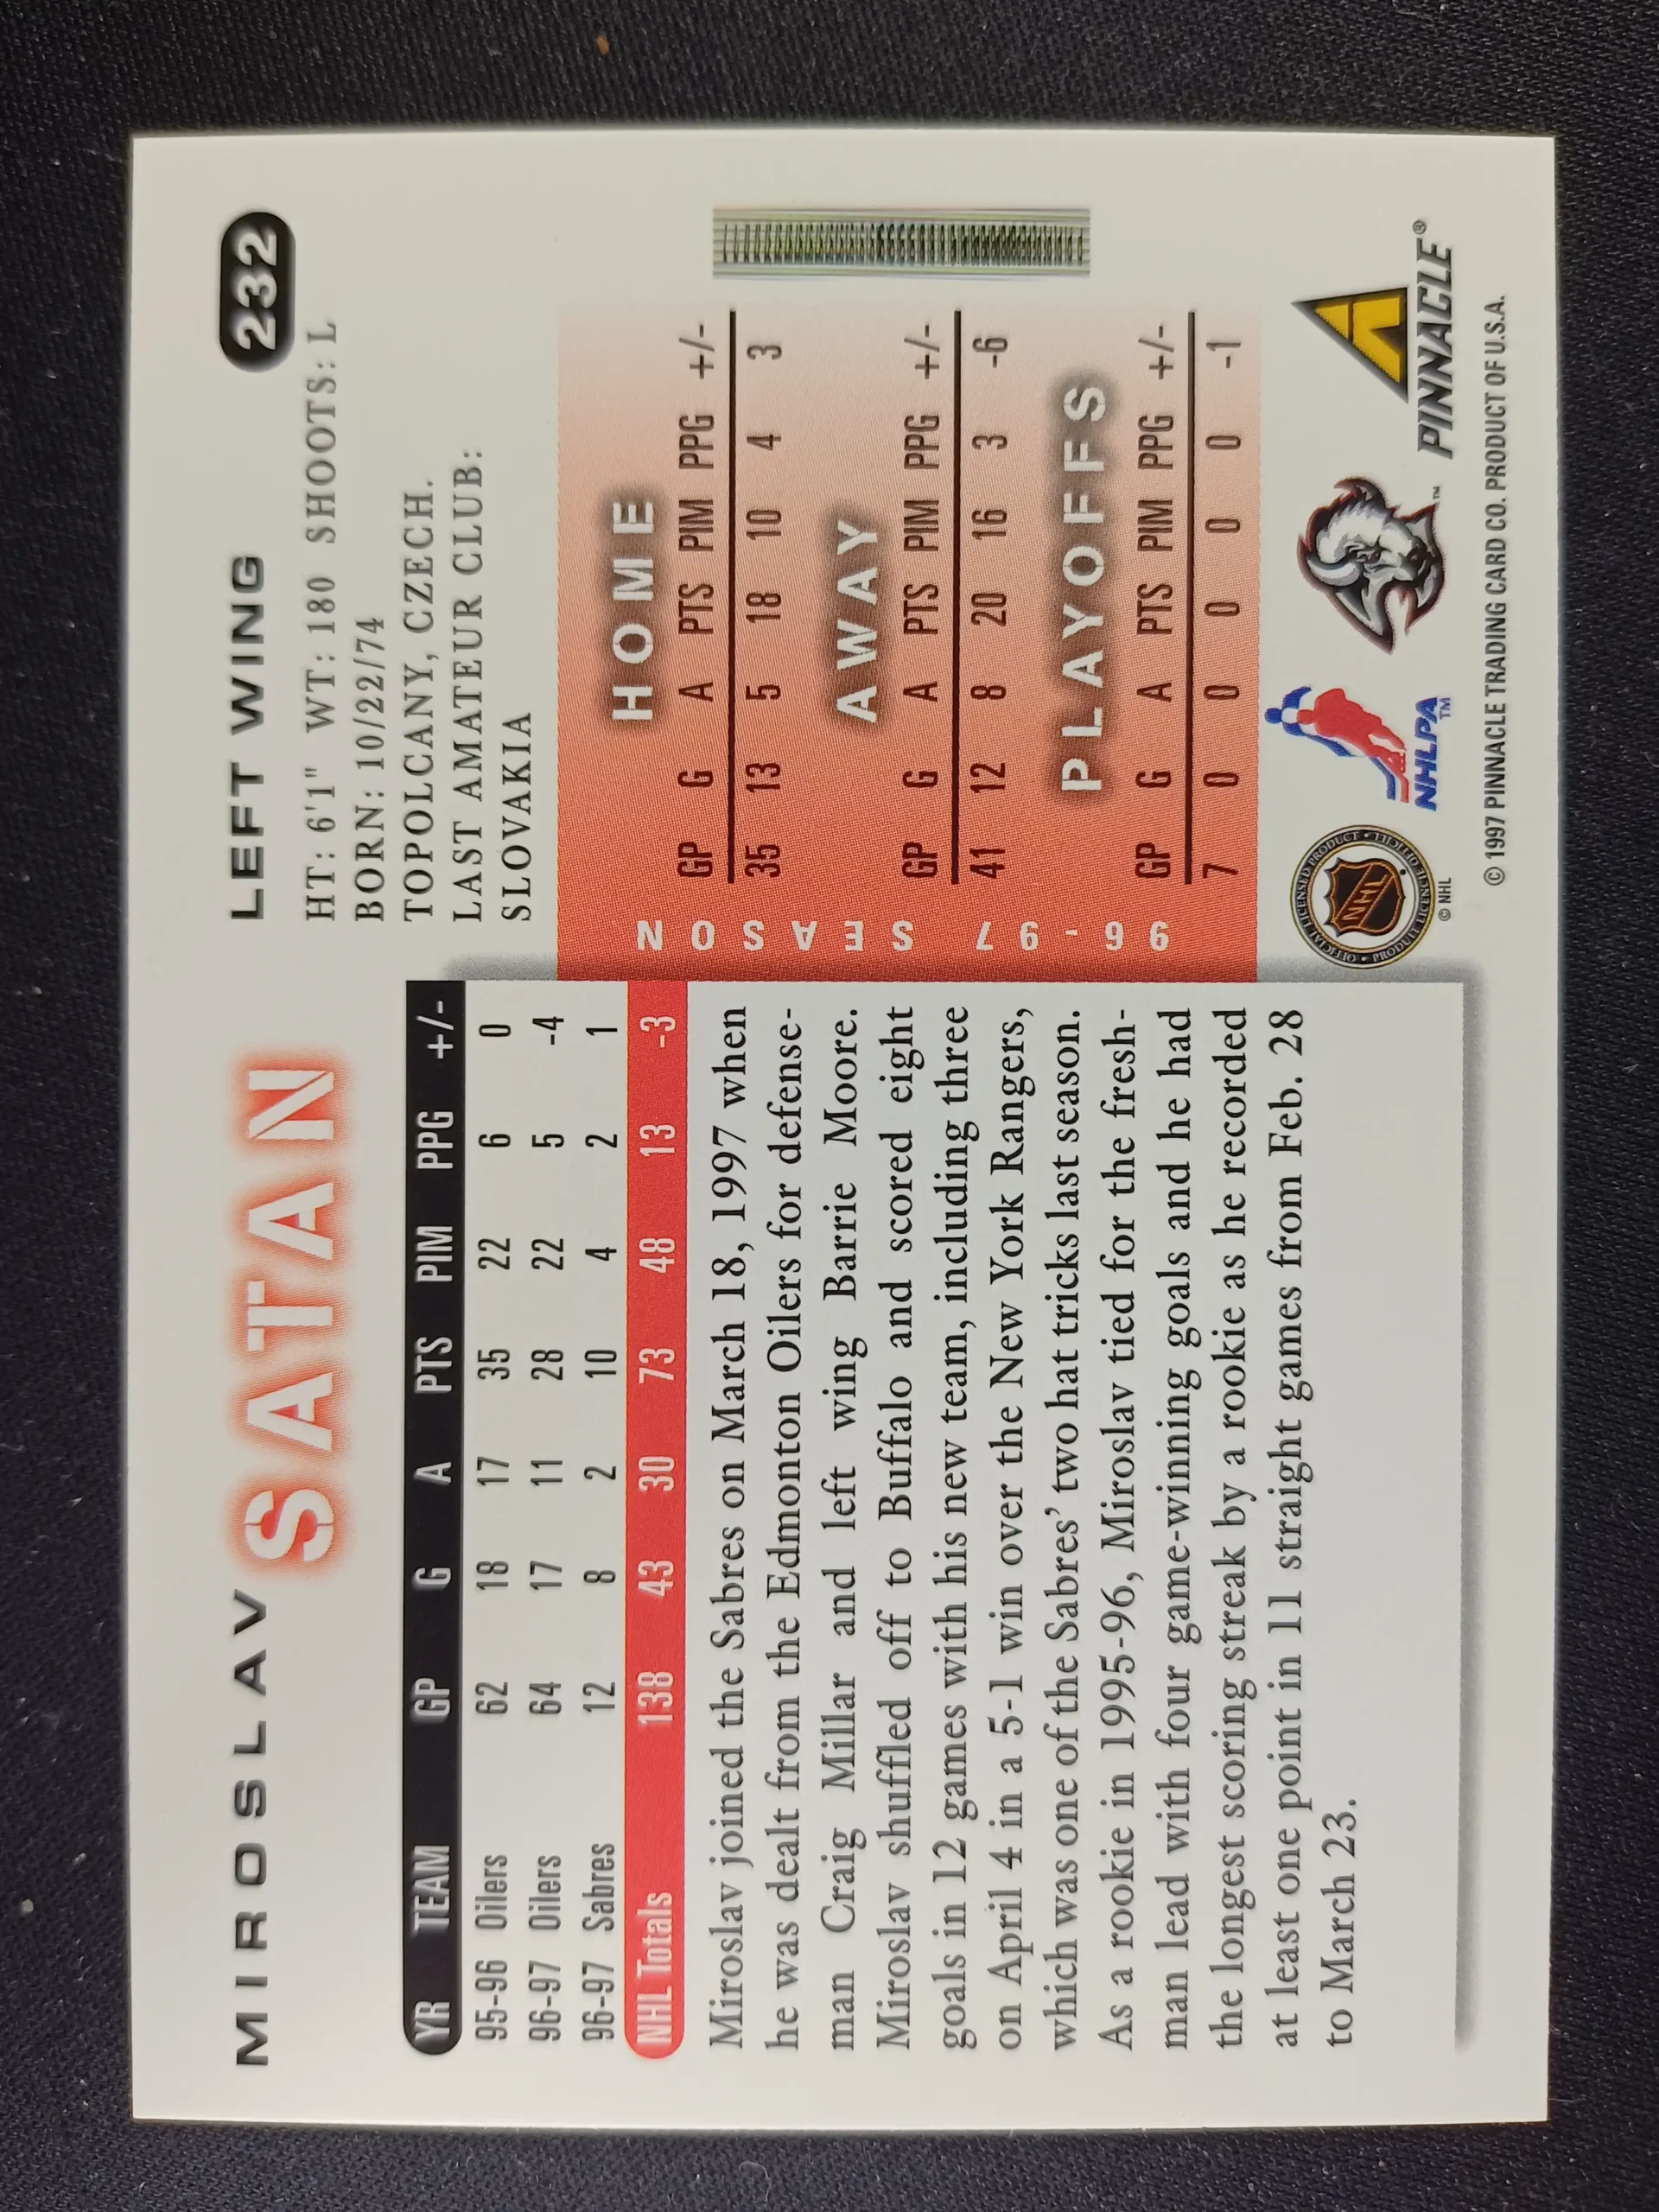 MIROSLAV SATAN
LEFT WING 232
HT: 6'1" WT: 180 SHOOTS: L
BORN: 10/22/74
TOPOLCANY, CZECH.
LAST AMATEUR CLUB:
SLOVAKIA
YR TEAM GP G A PTS PIM PPG +/-
95-96 Oilers 62 18 17 35 22 6 0
96-97 Oilers 64 17 11 28 22 5 -4
96-97 Sabres 12 8 2 10 4 2 1
NHL Totals 138 43 30 73 48 13 -3
Miroslav joined the Sabres on March 18, 1997 when
he was dealt from the Edmonton Oilers for defense-
man Craig Millar and left wing Barrie Moore.
Miroslav shuffled off to Buffalo and scored eight
goals in 12 games with his new team, including three
on April 4 in a 5-1 win over the New York Rangers,
which was one of the Sabres' two hat tricks last season.
As a rookie in 1995-96, Miroslav tied for the fresh-
man lead with four game-winning goals and he had
the longest scoring streak by a rookie as he recorded
at least one point in 11 straight games from Feb. 28
to March 23.
96-97 SEASON
HOME
GP G A PTS PIM PPG +/-
35 13 5 18 10 4 3
AWAY
GP G A PTS PIM PPG +/-
41 12 8 20 16 3 -6
PLAYOFFS
GP G A PTS PIM PPG +/-
7 0 0 0 0 0 -1
OFFICIAL LICENSED PRODUCT • PRODUIT LICENCIE OFFICIEL •
NHL
© NHL
NHLPA
TM
TM
PINNACLE®
© 1997 PINNACLE TRADING CARD CO. PRODUCT OF U.S.A.